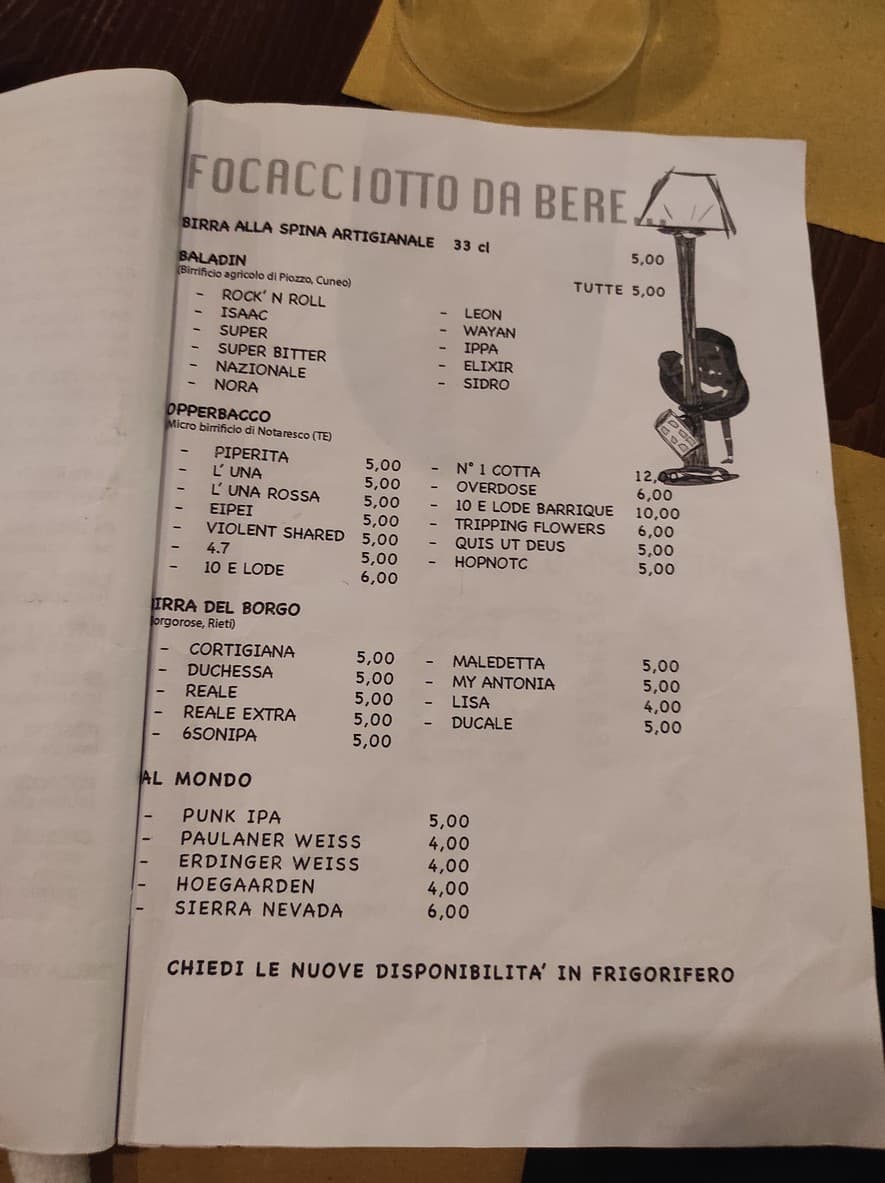 FOCACCIOTTO DA BERE...
BIRRA ALLA SPINA ARTIGIANALE 33 cl 5,00
BALADIN
(Birrificio agricolo di Piozzo, Cuneo) TUTTE 5,00
- ROCK' N ROLL
- ISAAC - LEON
- SUPER - WAYAN
- SUPER BITTER - IPPA
- NAZIONALE - ELIXIR
- NORA - SIDRO
OPPERBACCO
Micro birrificio di Notaresco (TE)
- PIPERITA 5,00 - N° 1 COTTA 12,00
- L' UNA 5,00 - OVERDOSE 6,00
- L' UNA ROSSA 5,00 - 10 E LODE BARRIQUE 10,00
- EIPEI 5,00 - TRIPPING FLOWERS 6,00
- VIOLENT SHARED 5,00 - QUIS UT DEUS 5,00
- 4.7 5,00 - HOPNOTC 5,00
- 10 E LODE 6,00
IRRA DEL BORGO
orgorose, Rieti)
- CORTIGIANA 5,00 - MALEDETTA 5,00
- DUCHESSA 5,00 - MY ANTONIA 5,00
- REALE 5,00 - LISA 4,00
- REALE EXTRA 5,00 - DUCALE 5,00
- 6SONIPA 5,00
AL MONDO
- PUNK IPA 5,00
- PAULANER WEISS 4,00
- ERDINGER WEISS 4,00
- HOEGAARDEN 4,00
- SIERRA NEVADA 6,00
CHIEDI LE NUOVE DISPONIBILITA' IN FRIGORIFERO